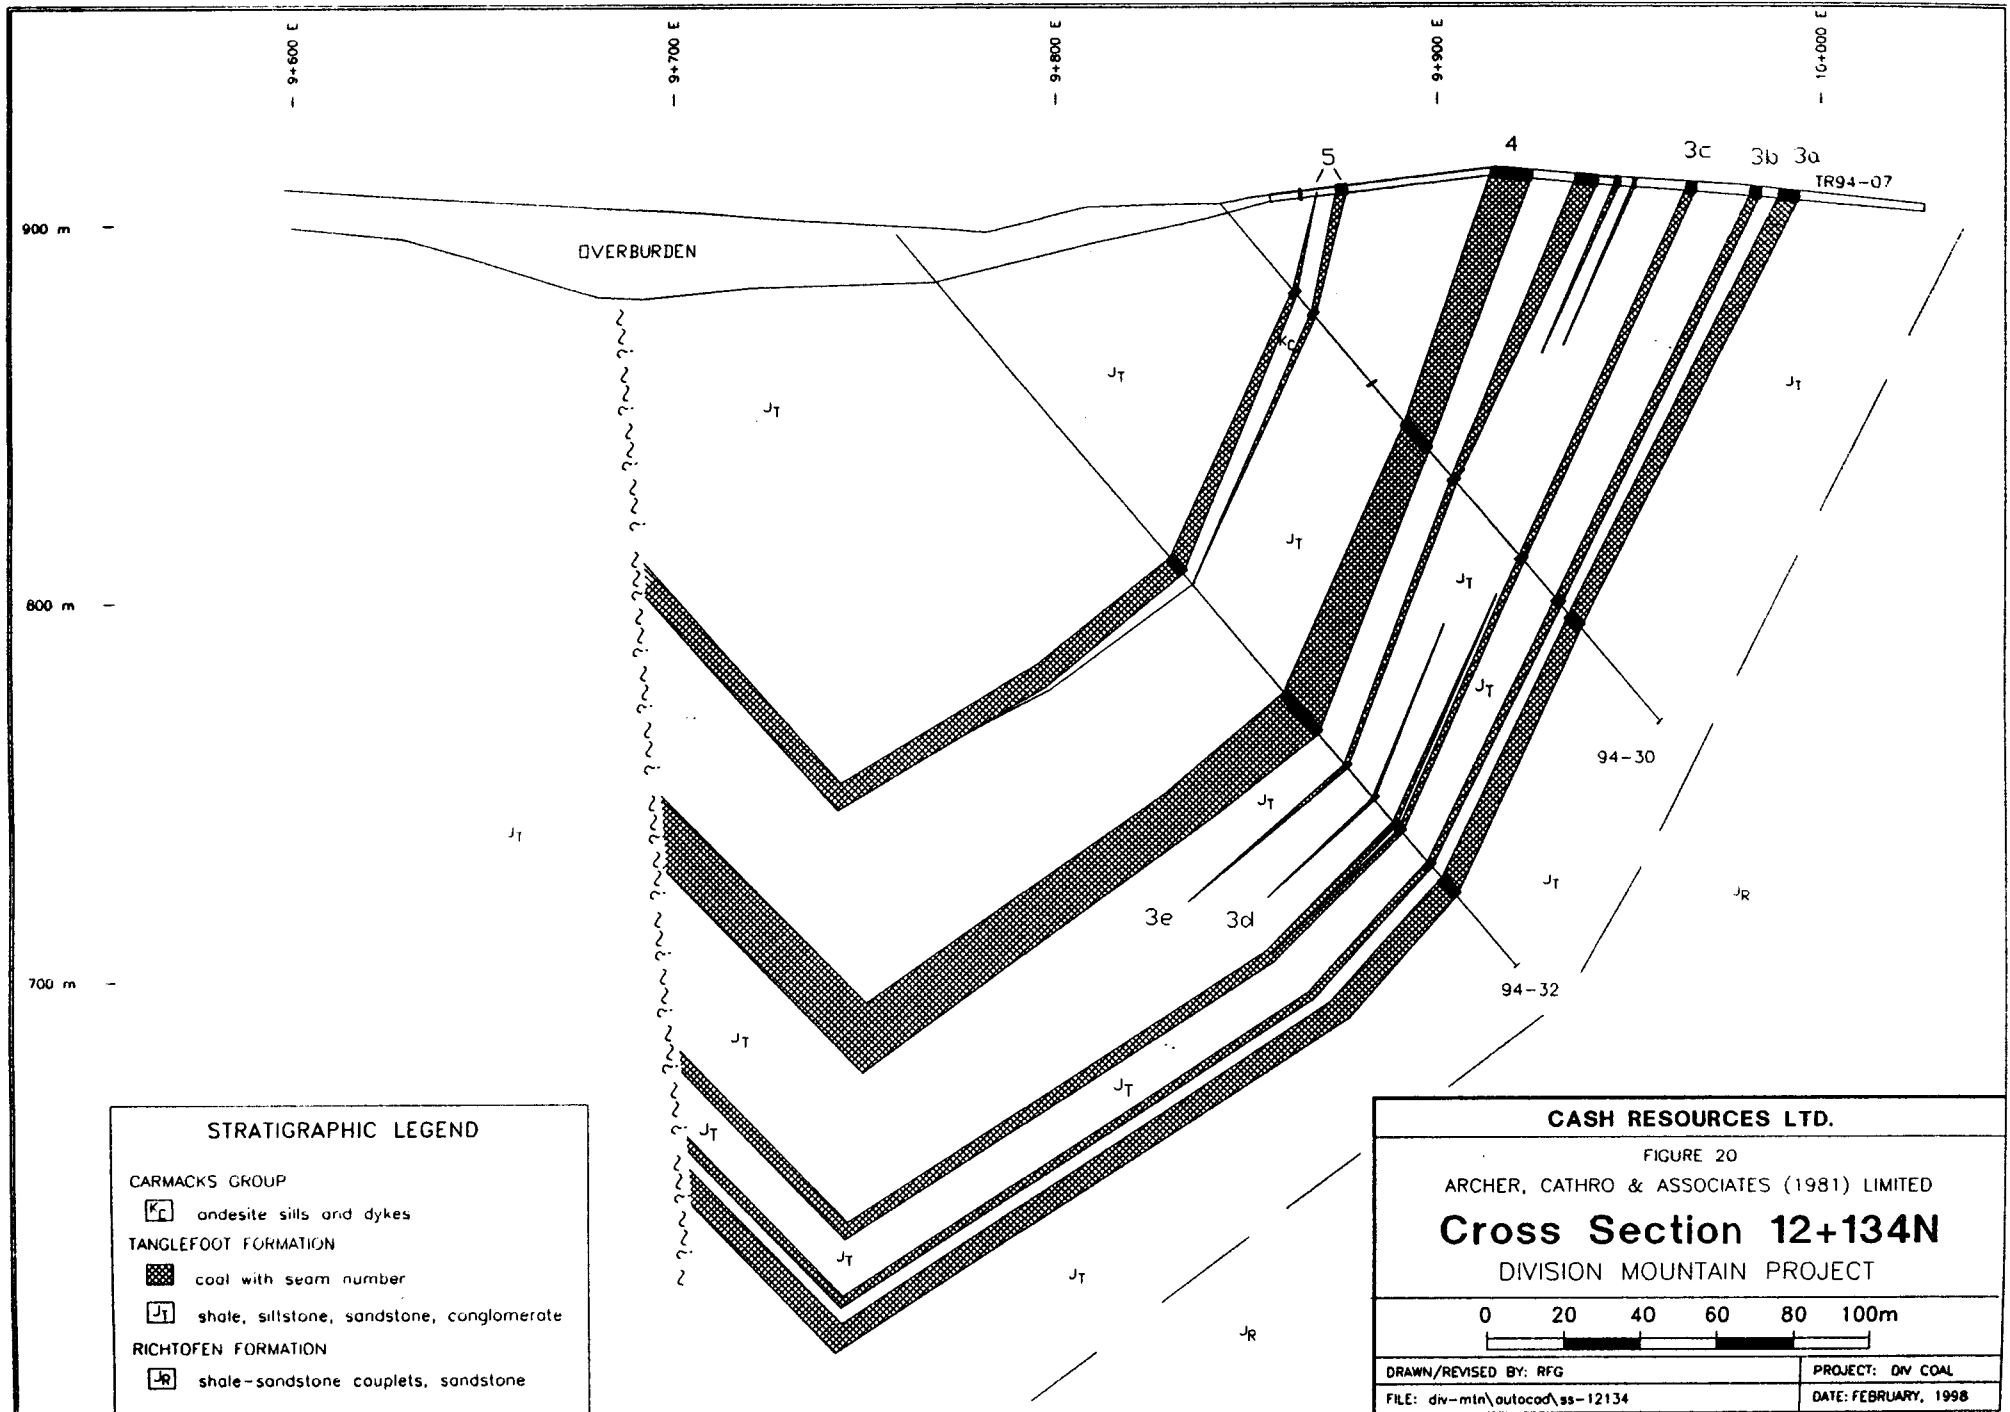 9+600 E
9+700 E
9+800 E
9+900 E
10+000 E
5
4
3c
3b
3a
TR94-07
900 m
OVERBURDEN
KC
JT
JT
JT
JT
JT
800 m
JT
94-30
JT
JT
3e
3d
JT
JR
700 m
94-32
JT
JT
JT
JT
JT
JR
STRATIGRAPHIC LEGEND
CARMACKS GROUP
KC andesite sills and dykes
TANGLEFOOT FORMATION
coal with seam number
JT shale, siltstone, sandstone, conglomerate
RICHTOFEN FORMATION
JR shale-sandstone couplets, sandstone
CASH RESOURCES LTD.
FIGURE 20
ARCHER, CATHRO & ASSOCIATES (1981) LIMITED
Cross Section 12+134N
DIVISION MOUNTAIN PROJECT
0 20 40 60 80 100m
DRAWN/REVISED BY: RFG
PROJECT: DIV COAL
FILE: div-mtn\autocad\ss-12134
DATE: FEBRUARY, 1998